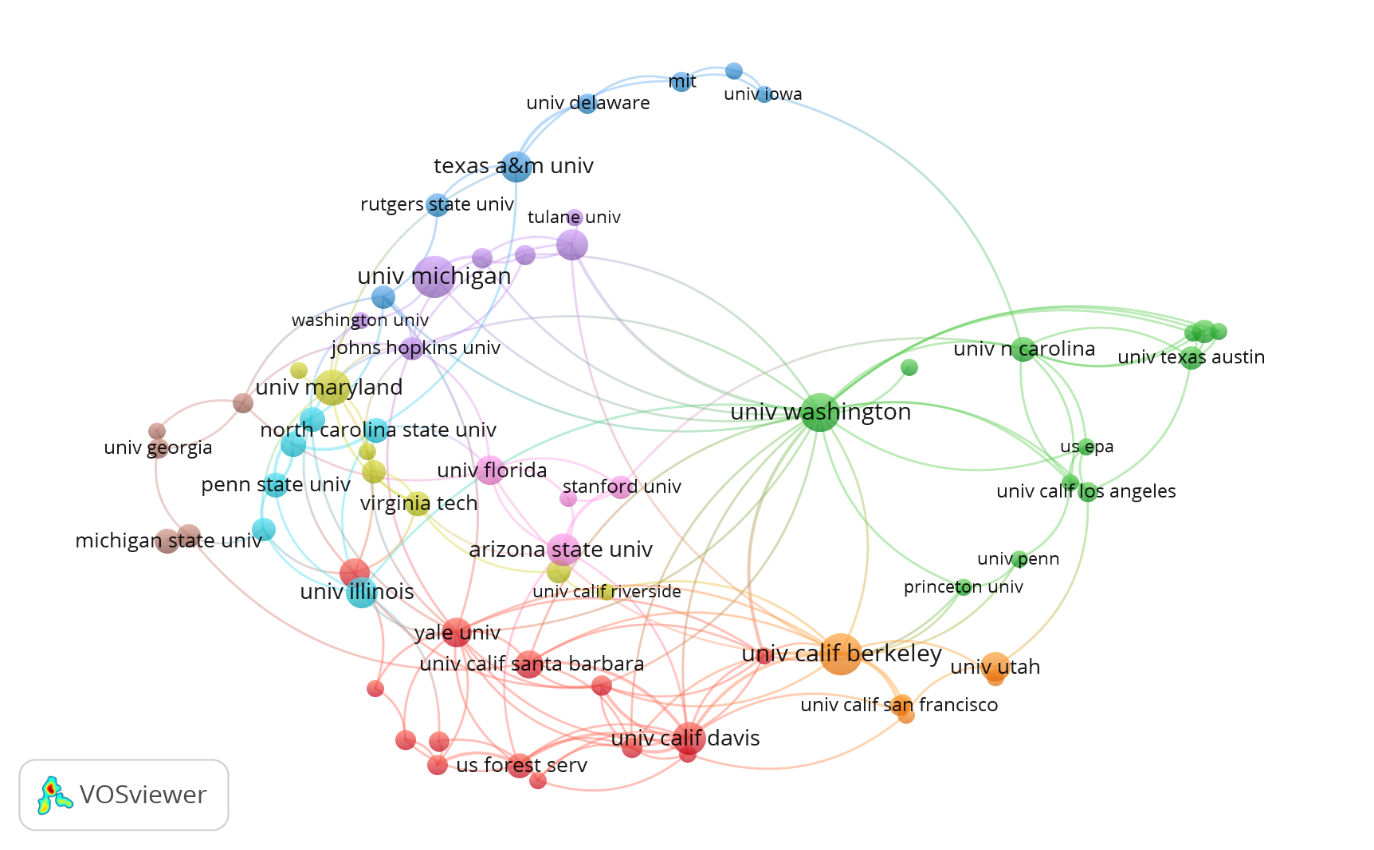 mit
univ iowa
univ delaware
texas a&m univ
rutgers state univ
tulane univ
univ michigan
washington univ
johns hopkins univ
univ n carolina
univ texas austin
univ maryland
univ washington
north carolina state univ
univ georgia
us epa
univ florida
penn state univ
stanford univ
univ calif los angeles
virginia tech
michigan state univ
arizona state univ
univ penn
princeton univ
univ illinois
univ calif riverside
yale univ
univ calif berkeley
univ calif santa barbara
univ utah
univ calif san francisco
univ calif davis
us forest serv
VOSviewer